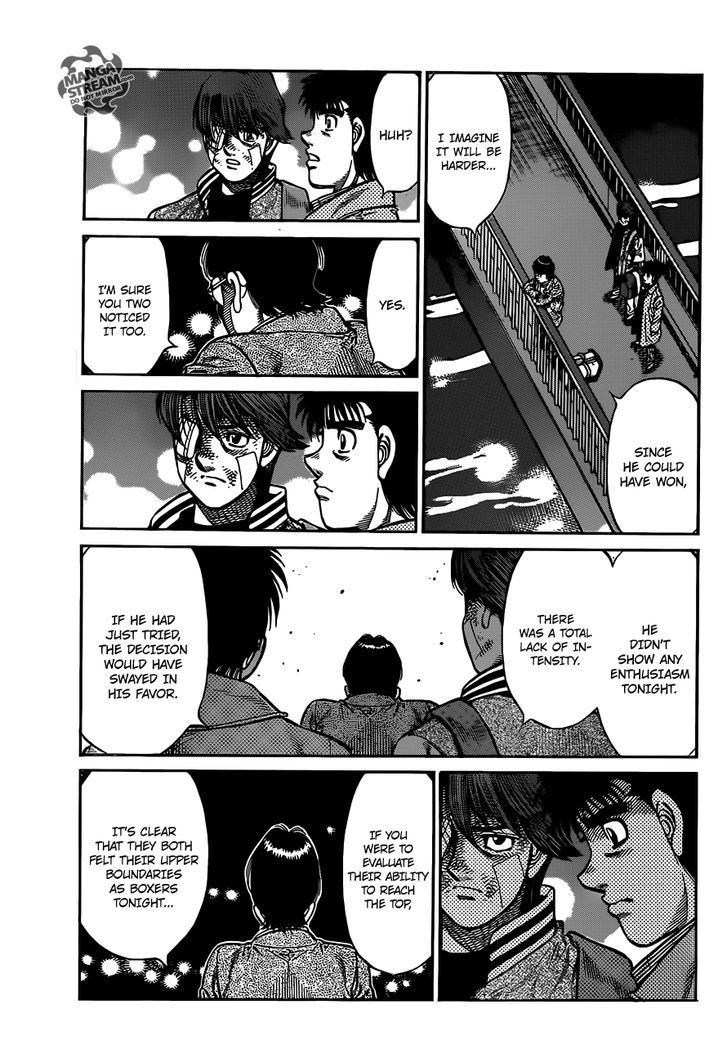 MANGA
STREAM.com
DO NOT MIRROR
I IMAGINE
IT WILL BE
HARDER...
SINCE
HE COULD
HAVE WON,
HUH?
YES.
I'M SURE
YOU TWO
NOTICED
IT TOO.
HE
DIDN'T
SHOW ANY
ENTHUSIASM
TONIGHT.
THERE
WAS A TOTAL
LACK OF IN-
TENSITY.
IF HE HAD
JUST TRIED,
THE DECISION
WOULD HAVE
SWAYED IN
HIS FAVOR.
IF YOU
WERE TO
EVALUATE
THEIR ABILITY
TO REACH
THE TOP,
IT'S CLEAR
THAT THEY BOTH
FELT THEIR UPPER
BOUNDARIES
AS BOXERS
TONIGHT...